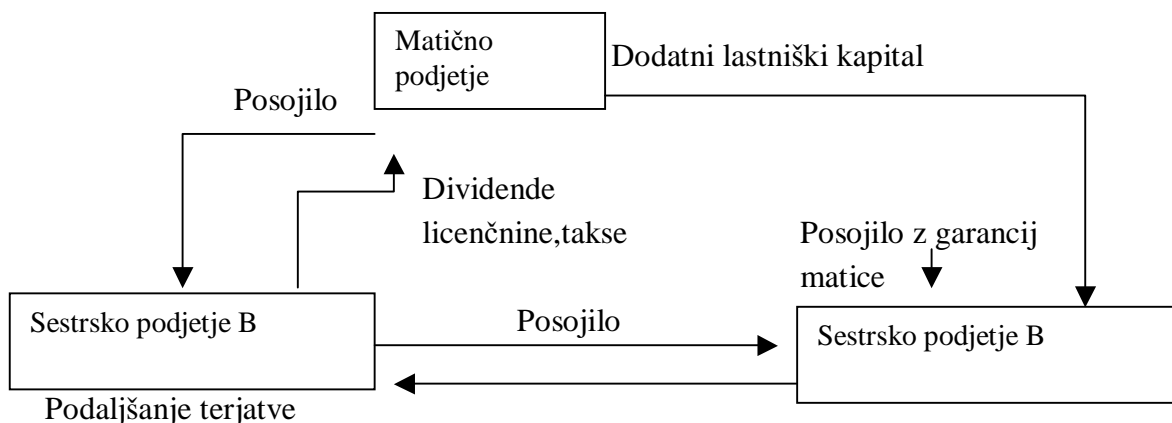 Matično
podjetje
Dodatni lastniški kapital
Posojilo
Dividende
licenčnine,takse
Posojilo z garancij
matice
Sestrsko podjetje B
Posojilo
Sestrsko podjetje B
Podaljšanje terjatve